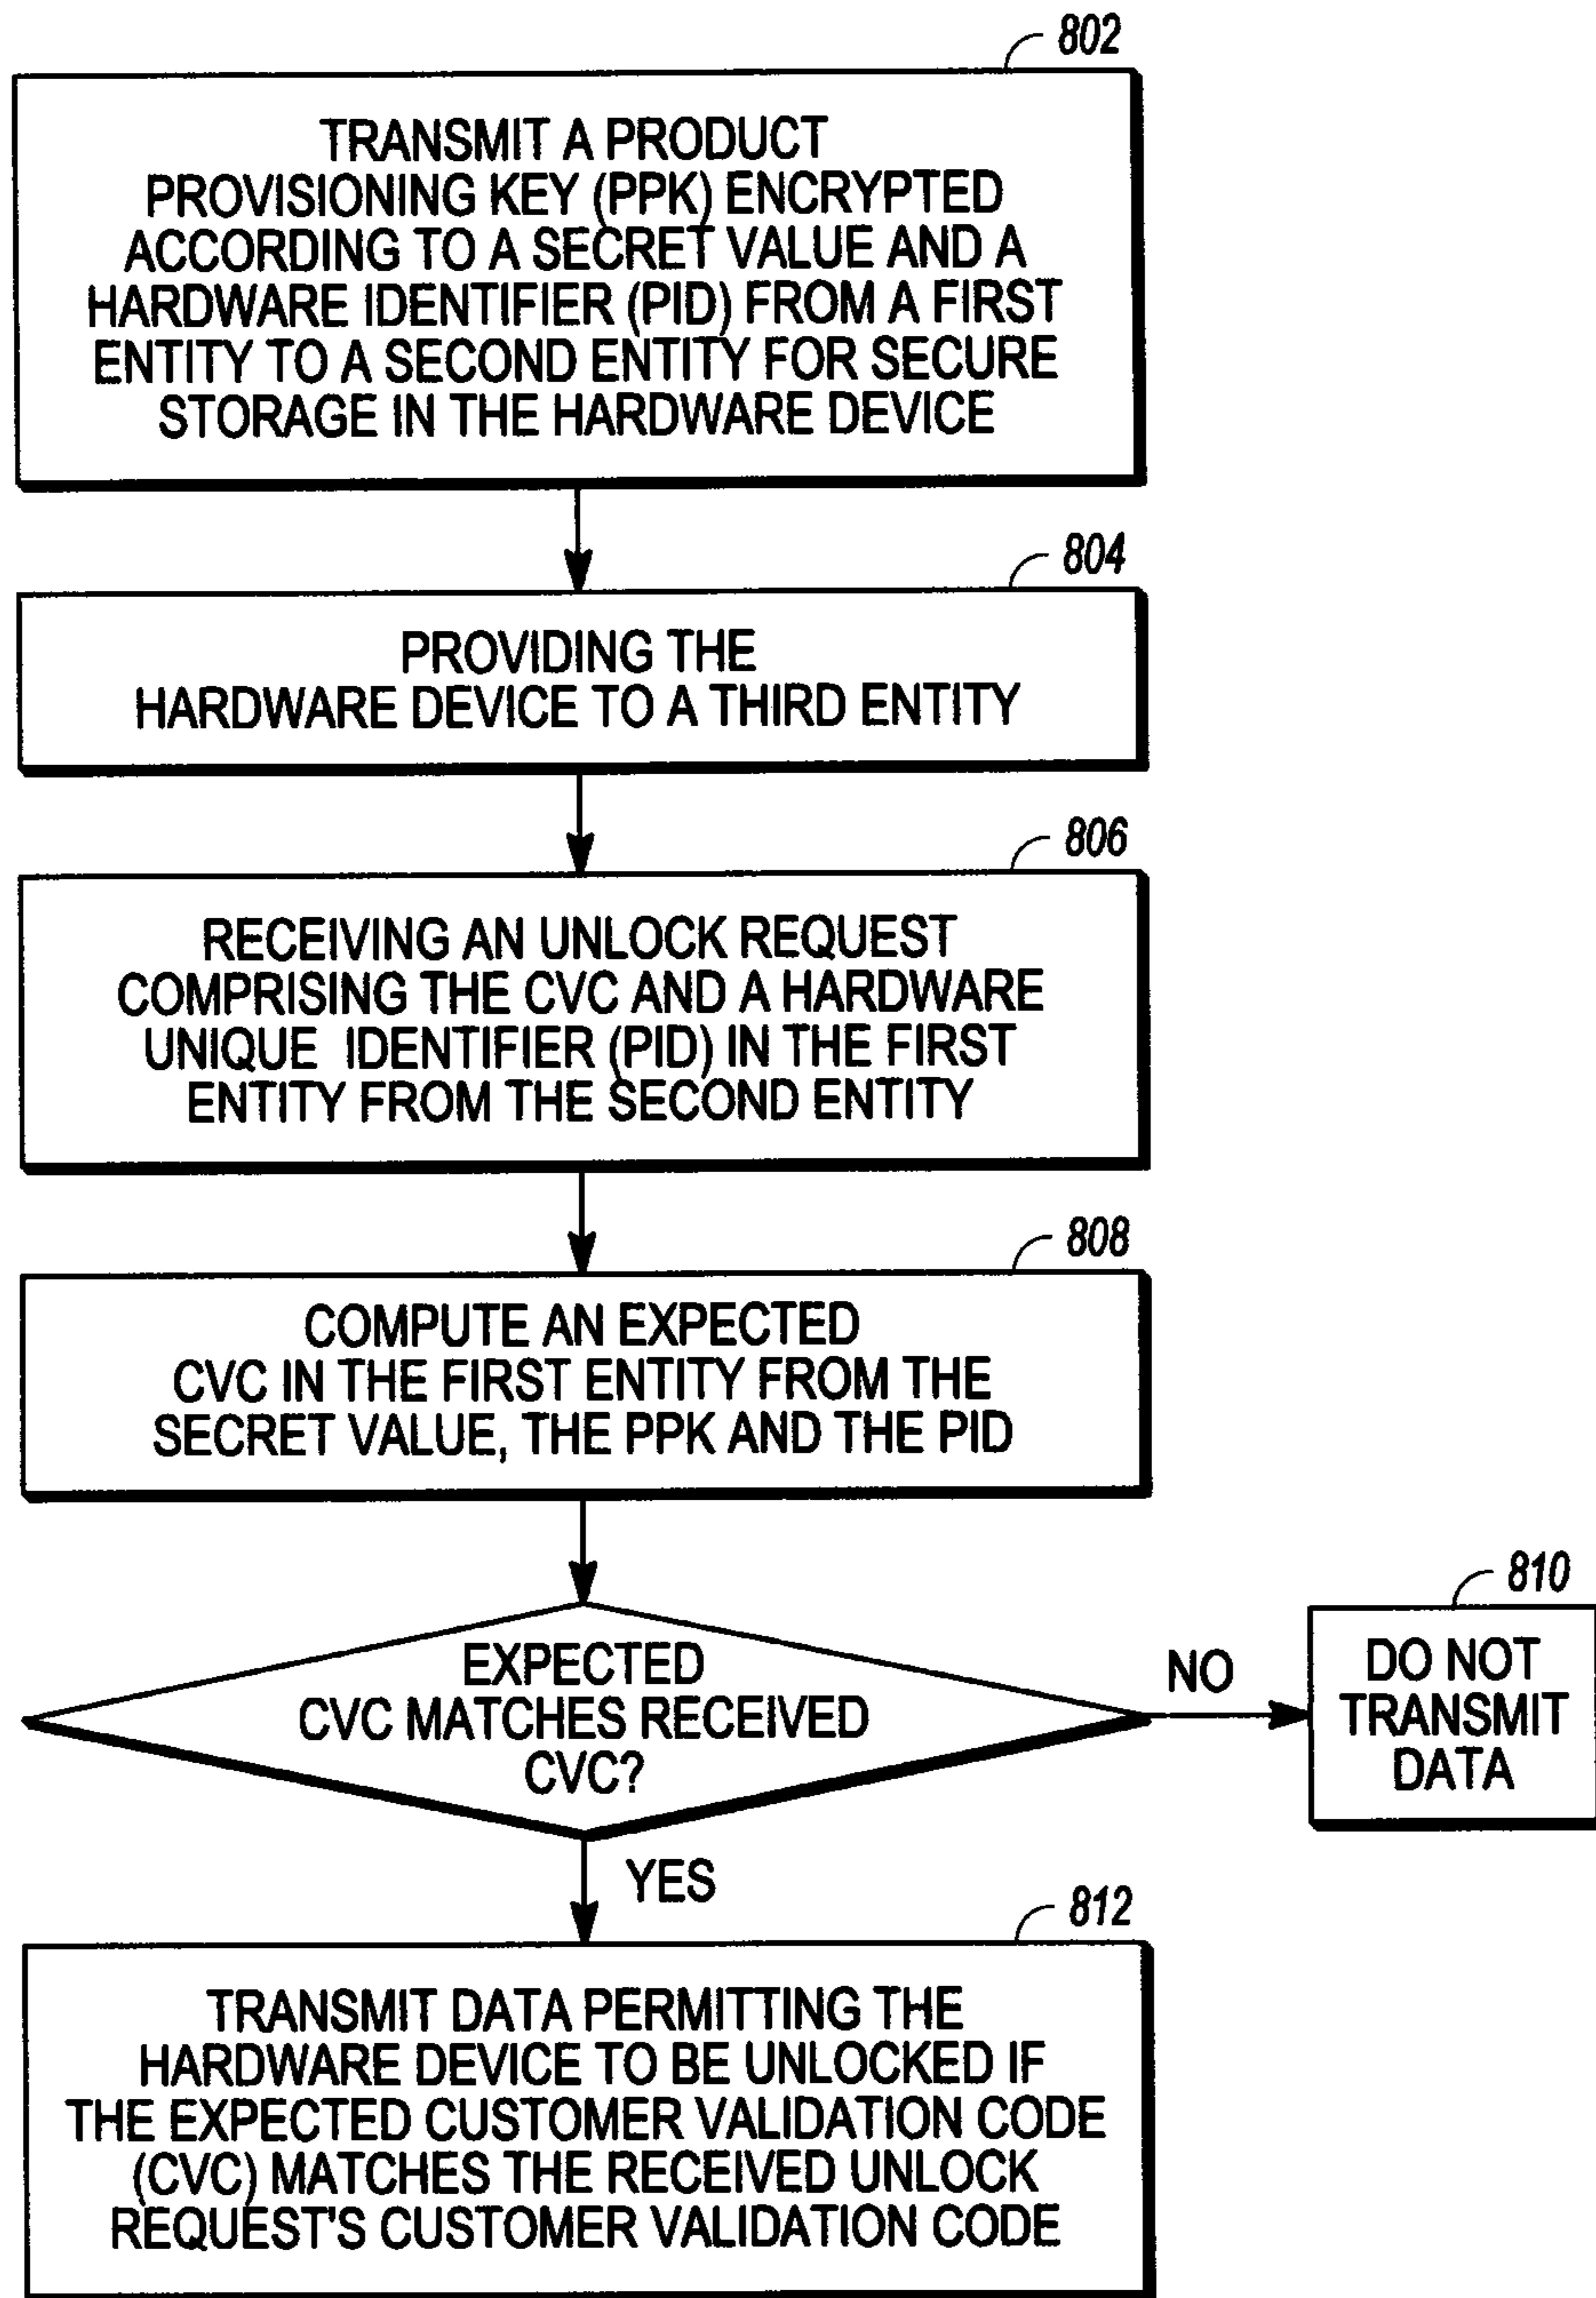 802
TRANSMIT A PRODUCT
PROVISIONING KEY (PPK) ENCRYPTED
ACCORDING TO A SECRET VALUE AND A
HARDWARE IDENTIFIER (PID) FROM A FIRST
ENTITY TO A SECOND ENTITY FOR SECURE
STORAGE IN THE HARDWARE DEVICE
804
PROVIDING THE
HARDWARE DEVICE TO A THIRD ENTITY
806
RECEIVING AN UNLOCK REQUEST
COMPRISING THE CVC AND A HARDWARE
UNIQUE IDENTIFIER (PID) IN THE FIRST
ENTITY FROM THE SECOND ENTITY
808
COMPUTE AN EXPECTED
CVC IN THE FIRST ENTITY FROM THE
SECRET VALUE, THE PPK AND THE PID
EXPECTED
CVC MATCHES RECEIVED
CVC?
NO
810
DO NOT
TRANSMIT
DATA
YES
812
TRANSMIT DATA PERMITTING THE
HARDWARE DEVICE TO BE UNLOCKED IF
THE EXPECTED CUSTOMER VALIDATION CODE
(CVC) MATCHES THE RECEIVED UNLOCK
REQUEST'S CUSTOMER VALIDATION CODE